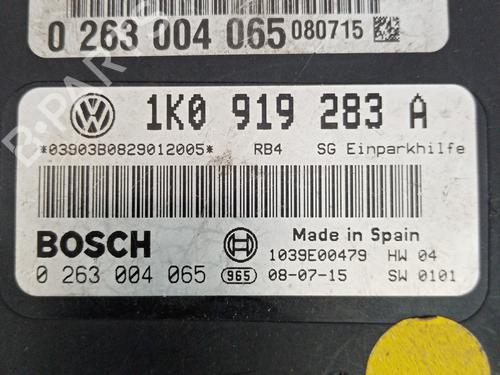 0 263 004 065 080715
1K0 919 283 A
*03903B0829012005* RB4 SG Einparkhilfe
BOSCH Made in Spain
1039E00479 HW 04
0 263 004 065 965 08-07-15 SW 0101
B-PARTS